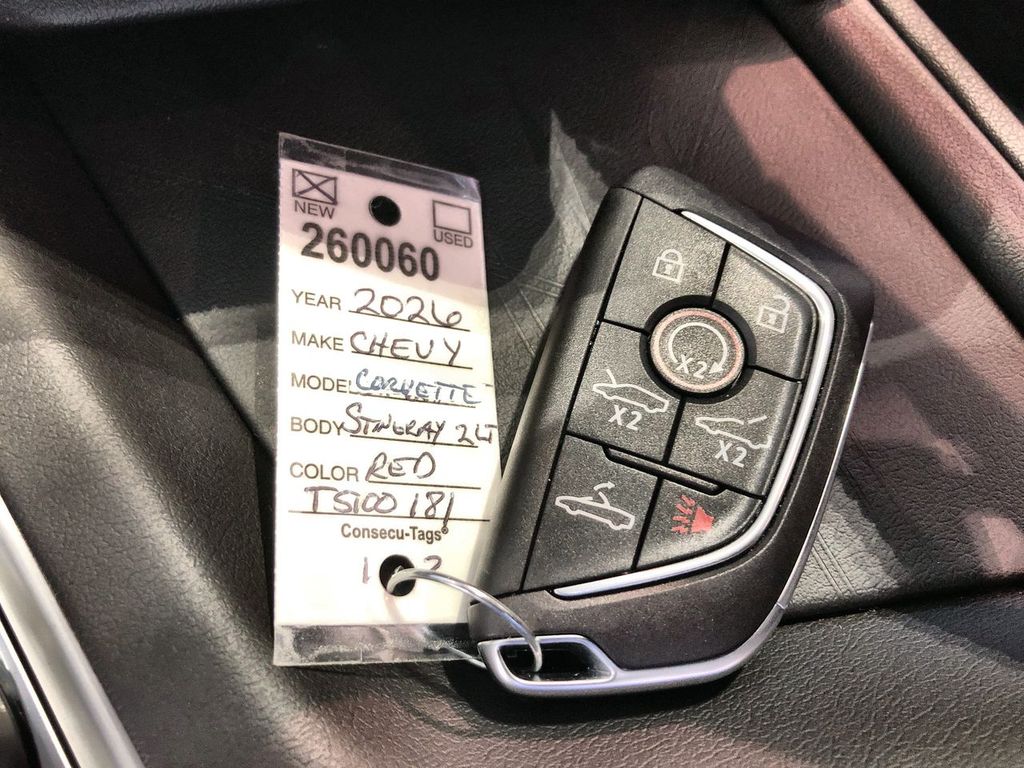 NEW
USED
260060
YEAR 2026
MAKE CHEVY
MODEL CORVETTE
BODY STINGRAY 2LT
COLOR RED
TS100181
Consecu-Tags®
X2
X2
X2